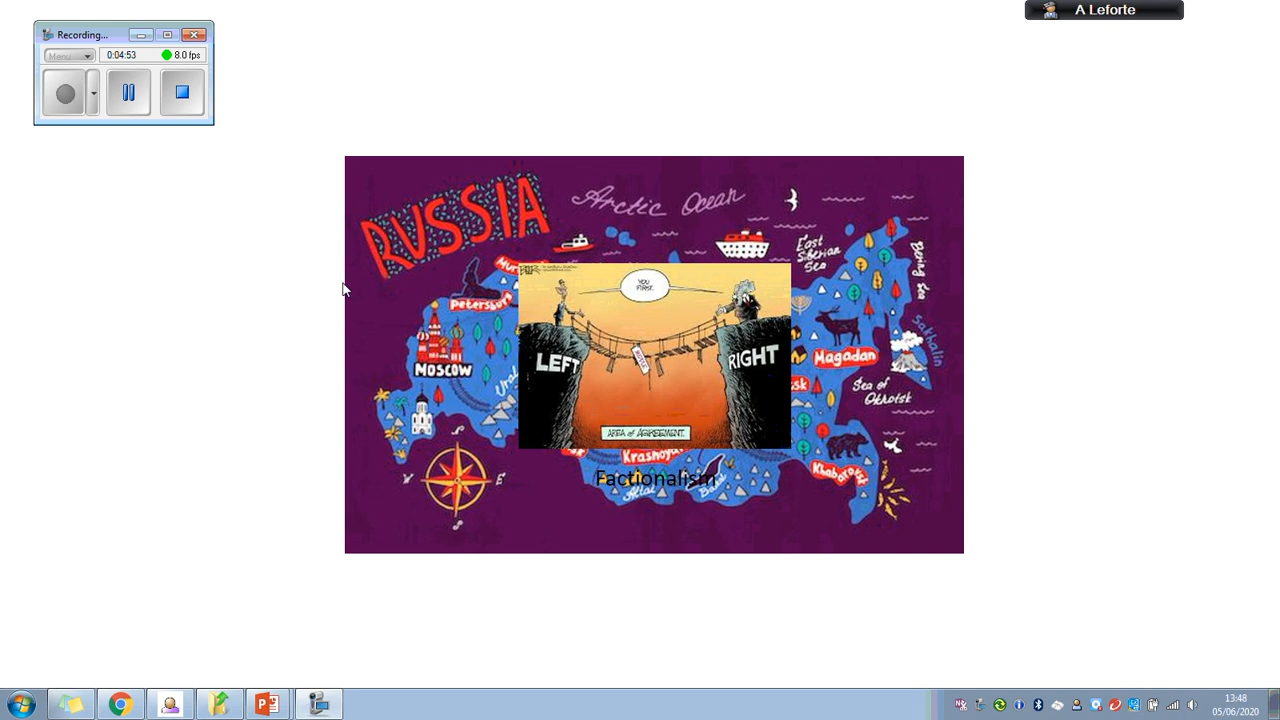 A Leforte
Recording...
Menu
0:04:53
8.0 fps
RUSSIA
Arctic Ocean
East
Siberian
Sea
Bering Sea
Petersburg
YOU
FIRST.
MOSCOW
Ural
LEFT
RIGHT
Magadan
Sakhalin
Sea of
Okhotsk
AREA of AGREEMENT.
Khabarovsk
Factionalism
Altai
W
E
13:48
05/06/2020